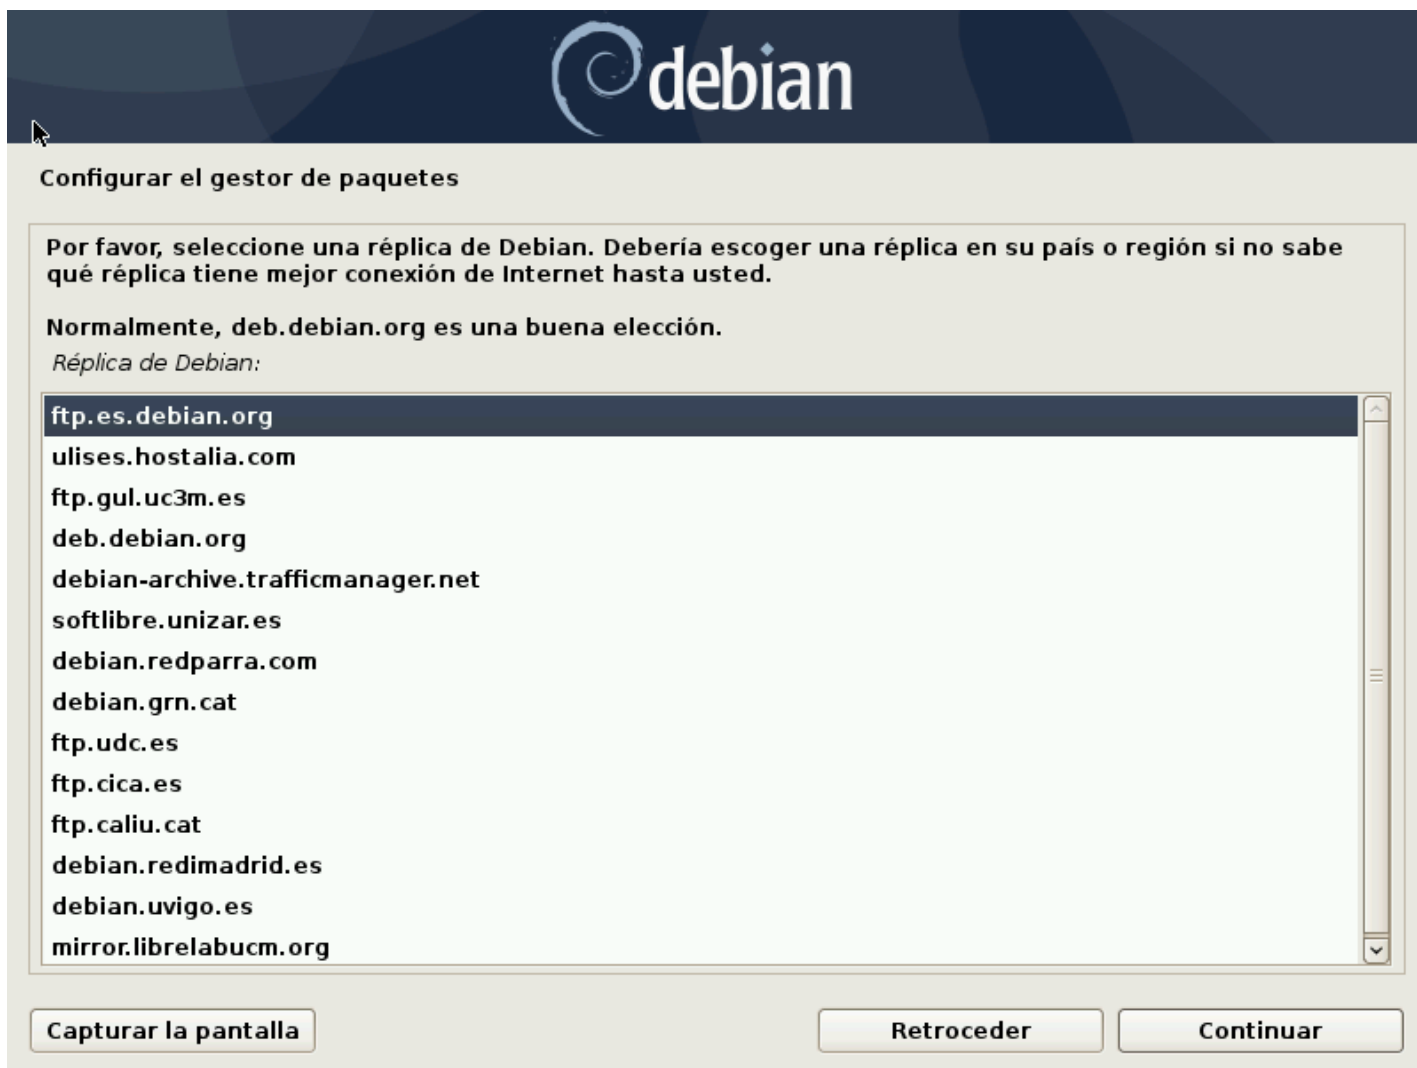 debian
Configurar el gestor de paquetes
Por favor, seleccione una réplica de Debian. Debería escoger una réplica en su país o región si no sabe
qué réplica tiene mejor conexión de Internet hasta usted.
Normalmente, deb.debian.org es una buena elección.
Réplica de Debian:
ftp.es.debian.org
ulises.hostalia.com
ftp.gul.uc3m.es
deb.debian.org
debian-archive.trafficmanager.net
softlibre.unizar.es
debian.redparra.com
debian.grn.cat
ftp.udc.es
ftp.cica.es
ftp.caliu.cat
debian.redimadrid.es
debian.uvigo.es
mirror.librelabucm.org
Capturar la pantalla
Retroceder
Continuar